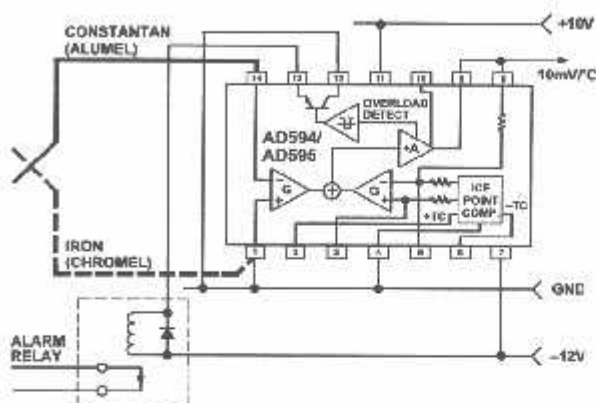 CONSTANTAN
(ALUMEL)
+10V
10mV/°C
14
13
12
11
10
9
8
OVERLOAD
DETECT
AD594/
AD595
+A
G
G
ICE
POINT
COMP.
+TC
−TC
IRON
(CHROMEL)
1
2
3
4
5
6
7
GND
ALARM
RELAY
−12V